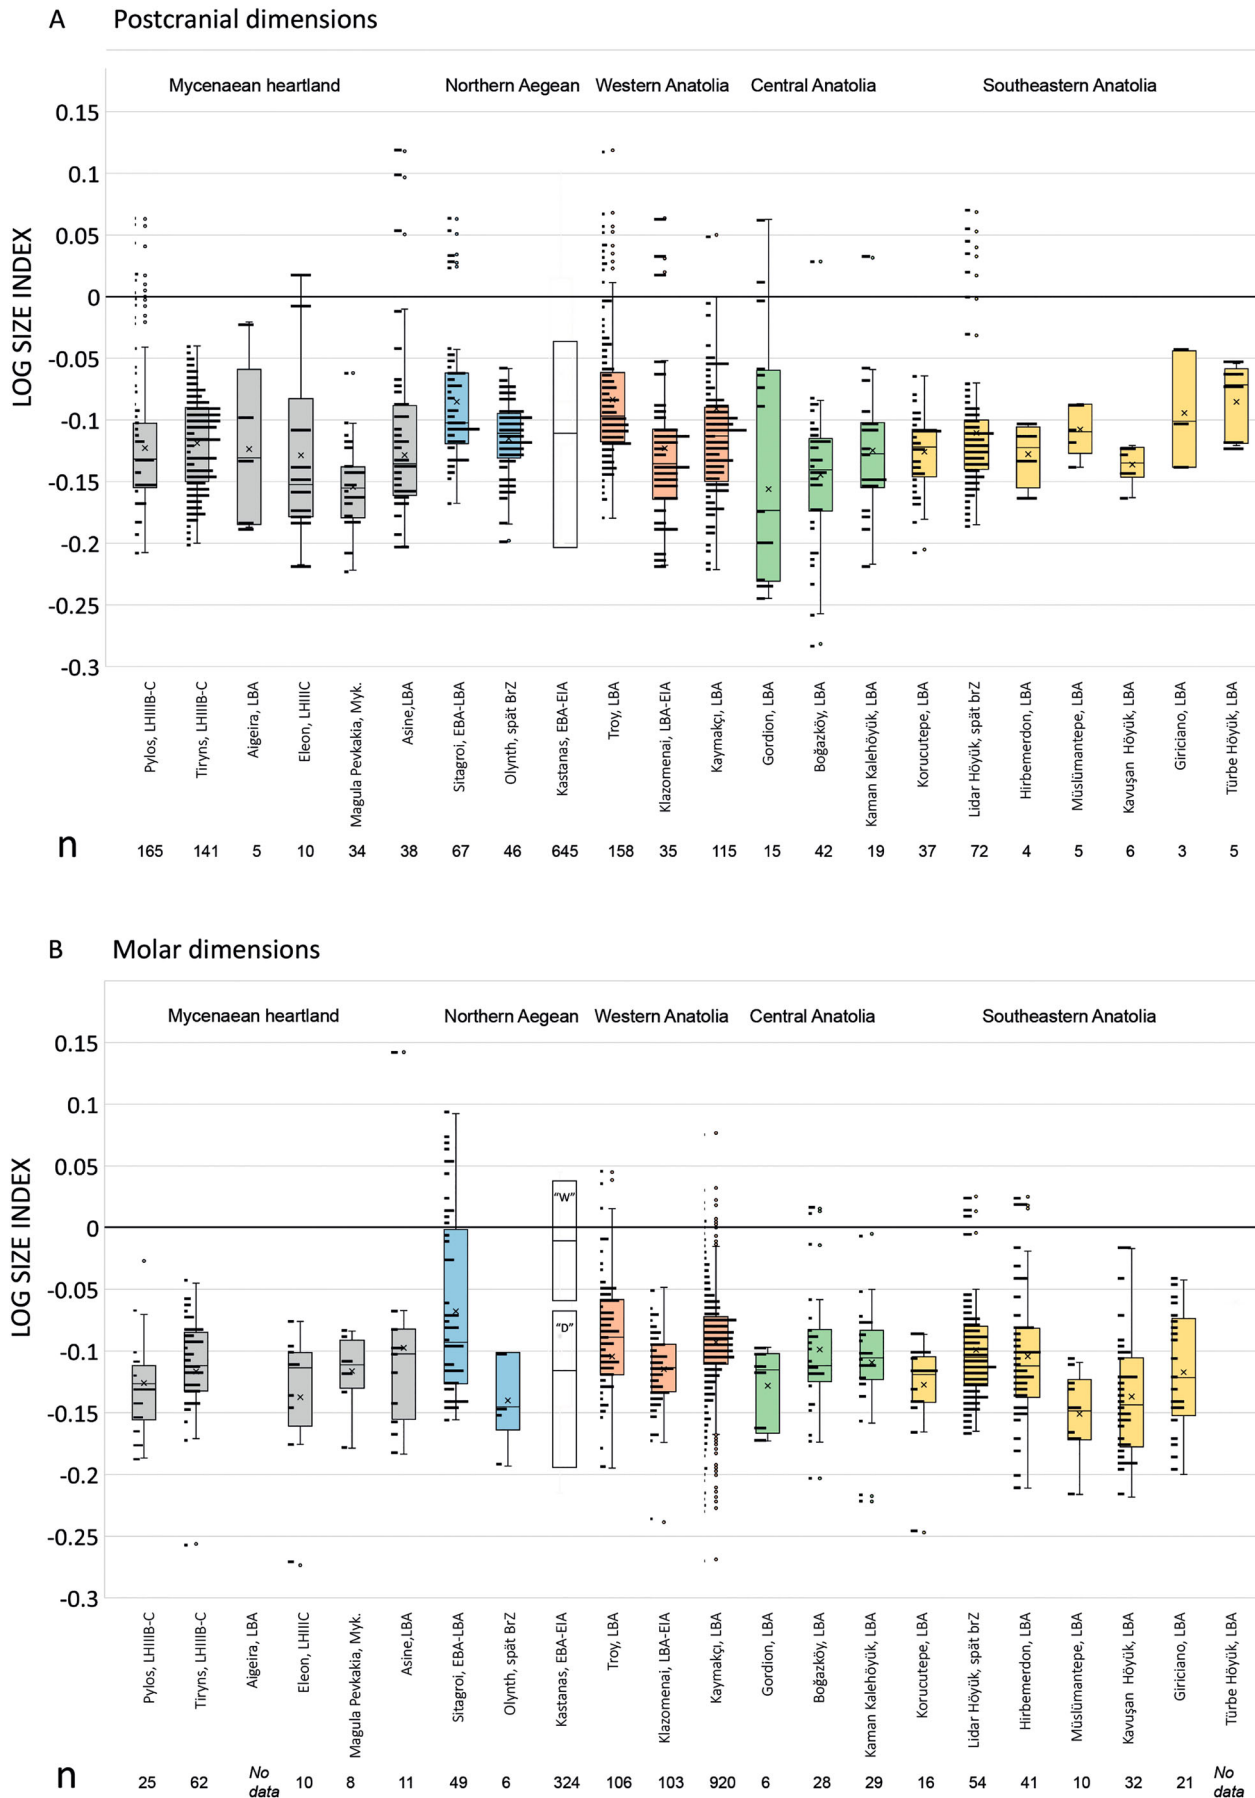 A Postcranial dimensions
Mycenaean heartland Northern Aegean Western Anatolia Central Anatolia Southeastern Anatolia
0.15
0.1
0.05
0
-0.05
-0.1
-0.15
-0.2
-0.25
-0.3
LOG SIZE INDEX
Pylos, LHIIIB-C
Tiryns, LHIIIB-C
Aigeira, LBA
Eleon, LHIIIC
Magula Pevkakia, Myk.
Asine,LBA
Sitagroi, EBA-LBA
Olynth, spät BrZ
Kastanas, EBA-EIA
Troy, LBA
Klazomenai, LBA-EIA
Kaymakçı, LBA
Gordion, LBA
Boğazköy, LBA
Kaman Kalehöyük, LBA
Korucutepe, LBA
Lidar Höyük, spät brZ
Hirbemerdon, LBA
Müslümantepe, LBA
Kavuşan Höyük, LBA
Giriciano, LBA
Türbe Höyük, LBA
n 165 141 5 10 34 38 67 46 645 158 35 115 15 42 19 37 72 4 5 6 3 5
B Molar dimensions
Mycenaean heartland Northern Aegean Western Anatolia Central Anatolia Southeastern Anatolia
0.15
0.1
0.05
0
-0.05
-0.1
-0.15
-0.2
-0.25
-0.3
LOG SIZE INDEX
"W"
"D"
Pylos, LHIIIB-C
Tiryns, LHIIIB-C
Aigeira, LBA
Eleon, LHIIIC
Magula Pevkakia, Myk.
Asine,LBA
Sitagroi, EBA-LBA
Olynth, spät BrZ
Kastanas, EBA-EIA
Troy, LBA
Klazomenai, LBA-EIA
Kaymakçı, LBA
Gordion, LBA
Boğazköy, LBA
Kaman Kalehöyük, LBA
Korucutepe, LBA
Lidar Höyük, spät brZ
Hirbemerdon, LBA
Müslümantepe, LBA
Kavuşan Höyük, LBA
Giriciano, LBA
Türbe Höyük, LBA
n 25 62 No data 10 8 11 49 6 324 106 103 920 6 28 29 16 54 41 10 32 21 No data